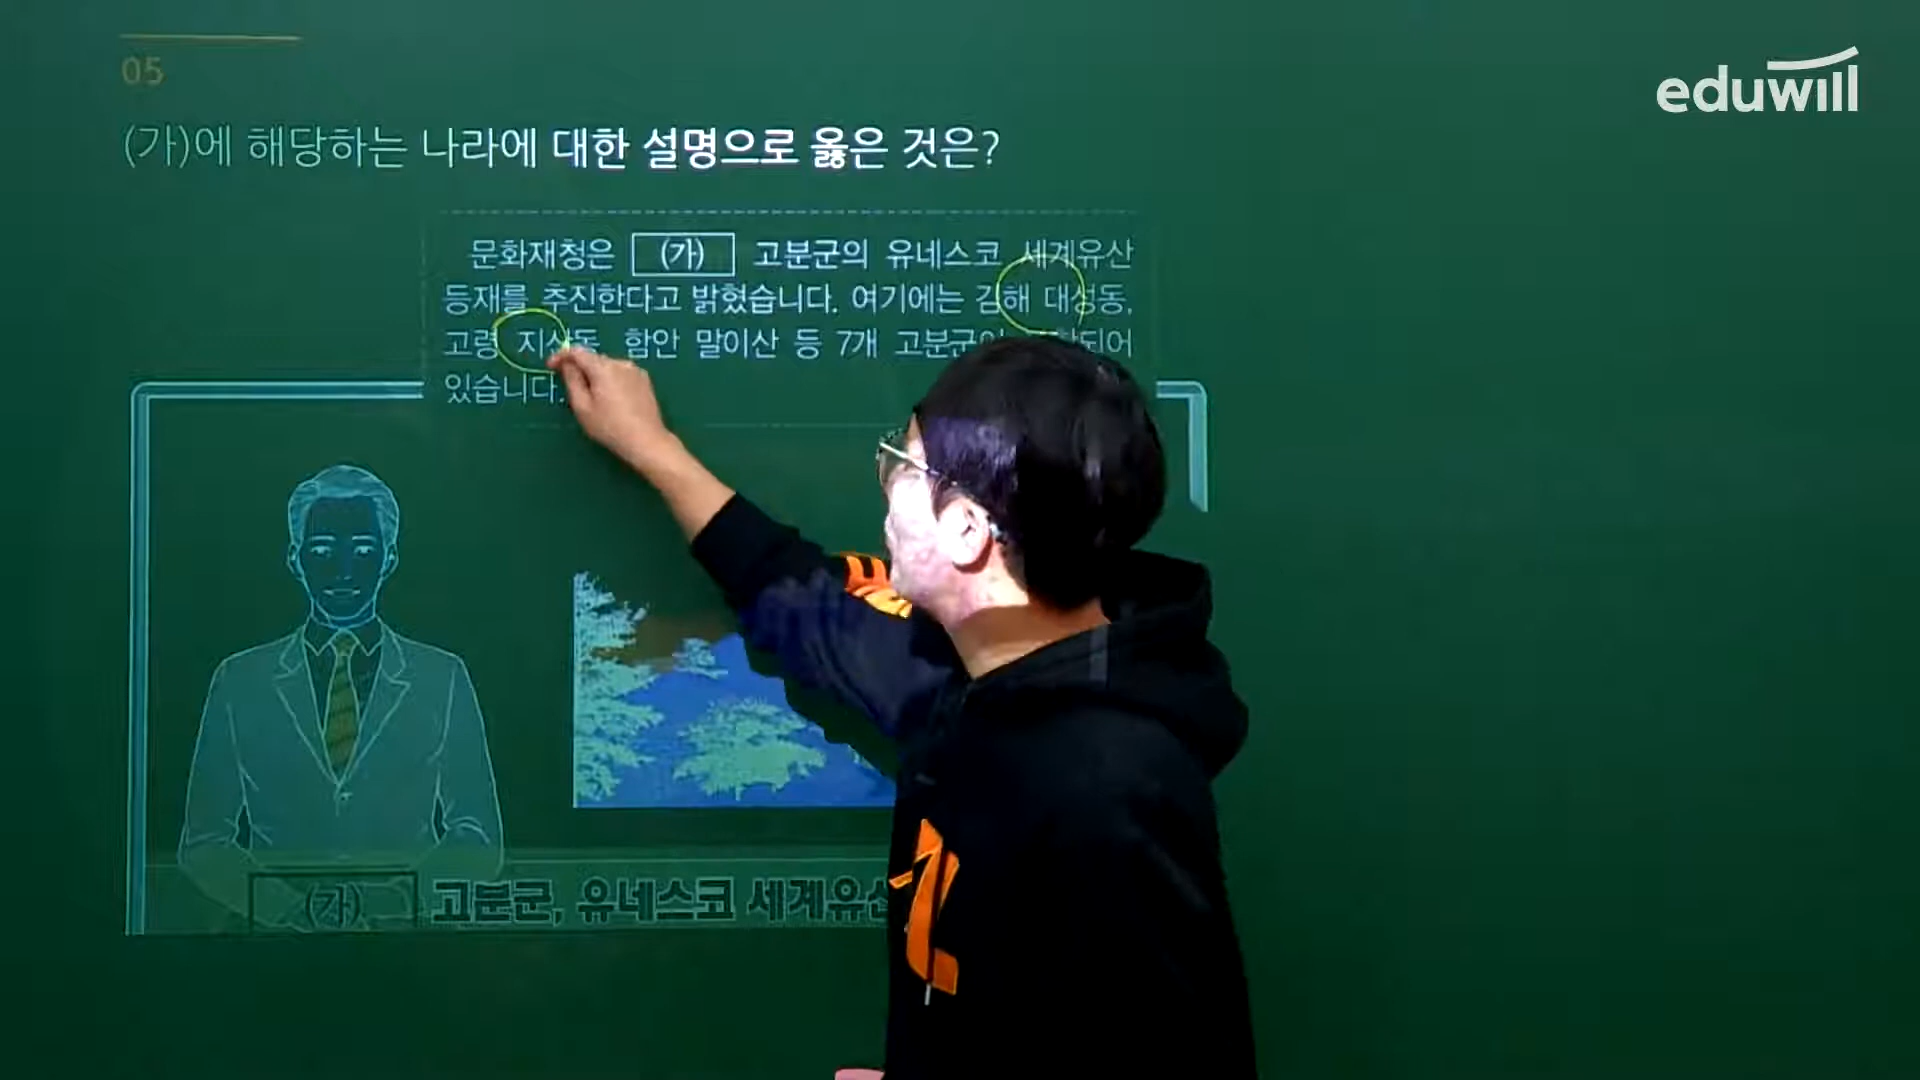 05
eduwill
(가)에 해당하는 나라에 대한 설명으로 옳은 것은?
문화재청은 (가) 고분군의 유네스코 세계유산
등재를 추진한다고 밝혔습니다. 여기에는 김해 대성동,
고령 지산동, 함안 말이산 등 7개 고분군이
있습니다.
(가) 고분군, 유네스코 세계유산